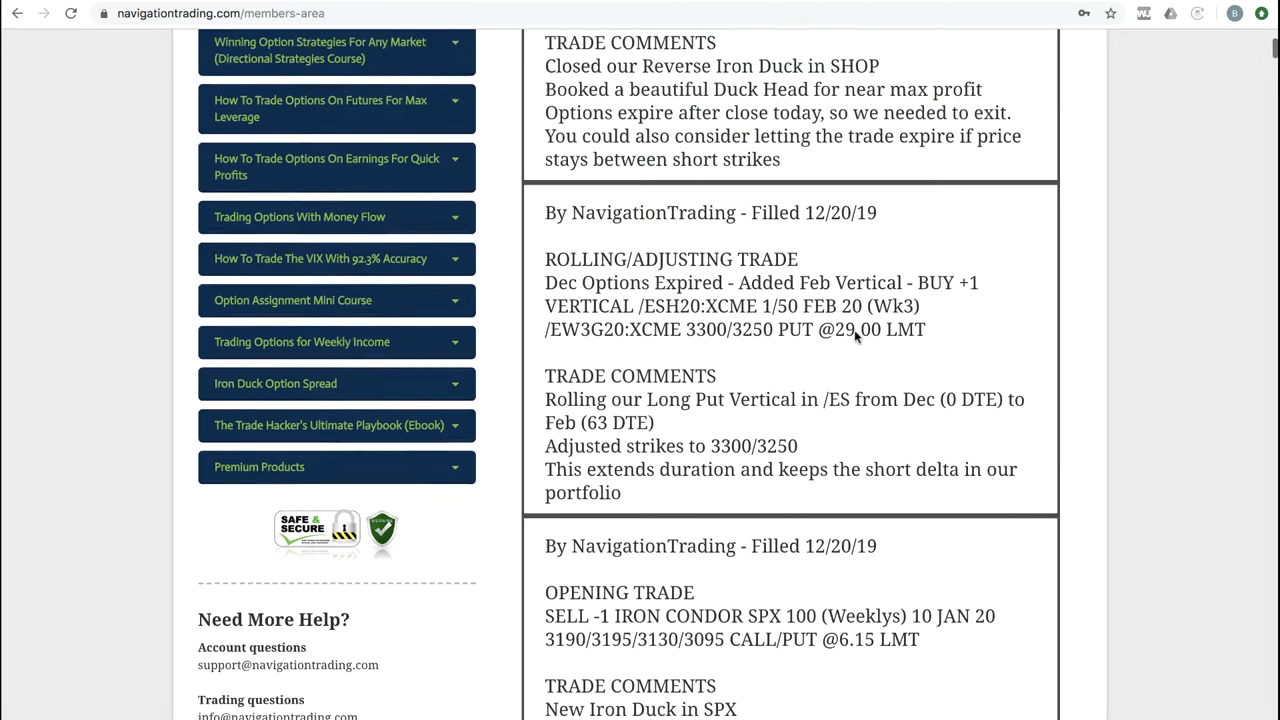 navigationtrading.com/members-area
B
Winning Option Strategies For Any Market
(Directional Strategies Course)
How To Trade Options On Futures For Max
Leverage
How To Trade Options On Earnings For Quick
Profits
Trading Options With Money Flow
How To Trade The VIX With 92.3% Accuracy
Option Assignment Mini Course
Trading Options for Weekly Income
Iron Duck Option Spread
The Trade Hacker's Ultimate Playbook (Ebook)
Premium Products
SAFE &
SECURE
Need More Help?
Account questions
support@navigationtrading.com
Trading questions
info@navigationtrading.com
TRADE COMMENTS
Closed our Reverse Iron Duck in SHOP
Booked a beautiful Duck Head for near max profit
Options expire after close today, so we needed to exit.
You could also consider letting the trade expire if price
stays between short strikes
By NavigationTrading - Filled 12/20/19
ROLLING/ADJUSTING TRADE
Dec Options Expired - Added Feb Vertical - BUY +1
VERTICAL /ESH20:XCME 1/50 FEB 20 (Wk3)
/EW3G20:XCME 3300/3250 PUT @29.00 LMT
TRADE COMMENTS
Rolling our Long Put Vertical in /ES from Dec (0 DTE) to
Feb (63 DTE)
Adjusted strikes to 3300/3250
This extends duration and keeps the short delta in our
portfolio
By NavigationTrading - Filled 12/20/19
OPENING TRADE
SELL -1 IRON CONDOR SPX 100 (Weeklys) 10 JAN 20
3190/3195/3130/3095 CALL/PUT @6.15 LMT
TRADE COMMENTS
New Iron Duck in SPX